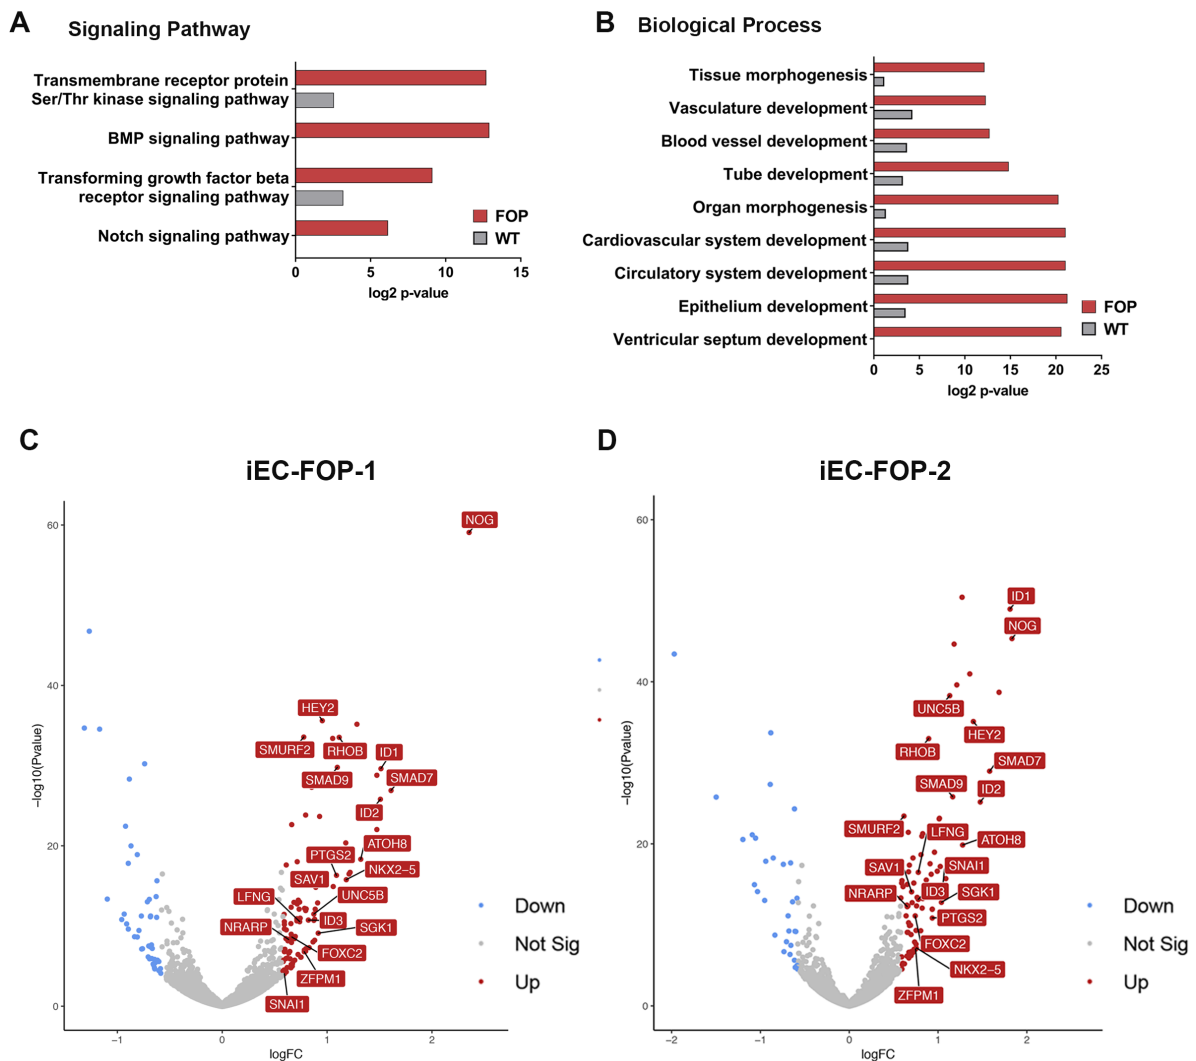 A
Signaling Pathway
Transmembrane receptor protein
Ser/Thr kinase signaling pathway
BMP signaling pathway
Transforming growth factor beta
receptor signaling pathway
Notch signaling pathway
FOP
WT
0 5 10 15
log2 p-value
B
Biological Process
Tissue morphogenesis
Vasculature development
Blood vessel development
Tube development
Organ morphogenesis
Cardiovascular system development
Circulatory system development
Epithelium development
Ventricular septum development
FOP
WT
0 5 10 15 20 25
log2 p-value
C
iEC-FOP-1
60
40
20
0
−log10(Pvalue)
NOG
HEY2
SMURF2
RHOB
ID1
SMAD9
SMAD7
ID2
ATOH8
PTGS2
NKX2−5
SAV1
LFNG
UNC5B
ID3
NRARP
SGK1
FOXC2
ZFPM1
SNAI1
−1 0 1 2
logFC
Down
Not Sig
Up
D
iEC-FOP-2
60
40
20
0
−log10(Pvalue)
ID1
NOG
UNC5B
HEY2
RHOB
SMAD7
SMAD9
ID2
SMURF2
LFNG
ATOH8
SAV1
SNAI1
NRARP
ID3
SGK1
PTGS2
FOXC2
NKX2−5
ZFPM1
−2 −1 0 1 2
logFC
Down
Not Sig
Up